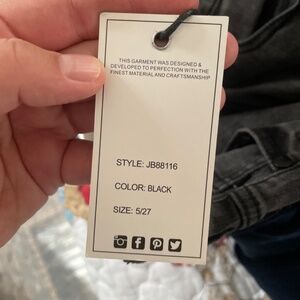 THIS GARMENT WAS DESIGNED &
DEVELOPED TO PERFECTION WITH THE
FINEST MATERIAL AND CRAFTSMANSHIP
STYLE: JB88116
COLOR: BLACK
SIZE: 5/27